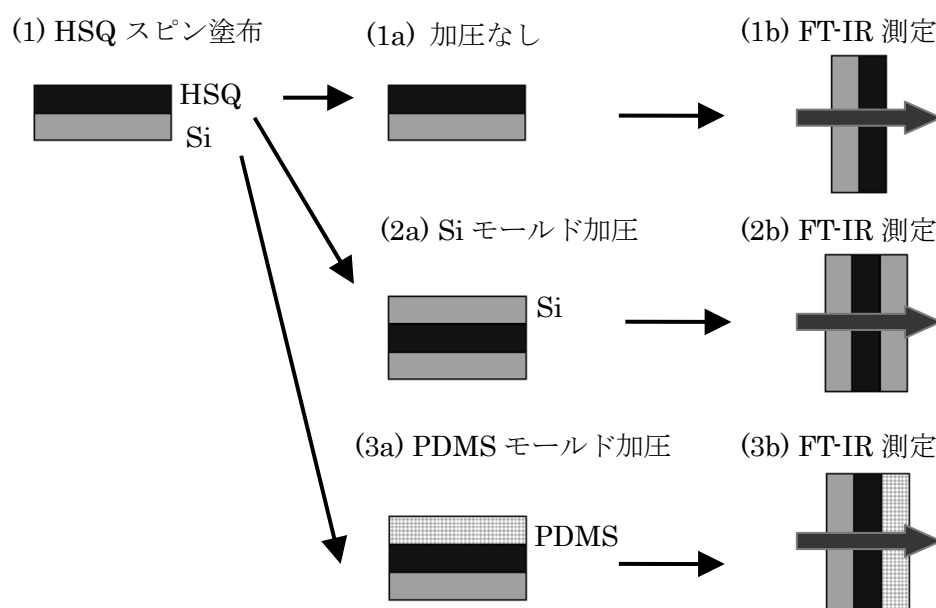 (1) HSQ スピン塗布
(1a) 加圧なし
(1b) FT-IR 測定
HSQ
Si
(2a) Si モールド加圧
(2b) FT-IR 測定
Si
(3a) PDMS モールド加圧
(3b) FT-IR 測定
PDMS